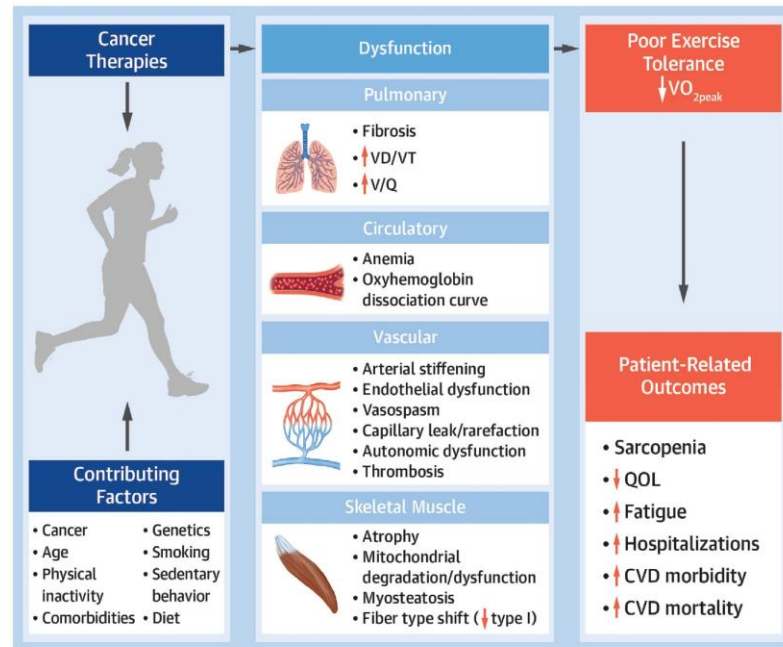 Cancer
Therapies
Contributing
Factors
• Cancer
• Age
• Physical
inactivity
• Comorbidities
• Genetics
• Smoking
• Sedentary
behavior
• Diet
Dysfunction
Pulmonary
• Fibrosis
• ↑ VD/VT
• ↑ V/Q
Circulatory
• Anemia
• Oxyhemoglobin
dissociation curve
Vascular
• Arterial stiffening
• Endothelial dysfunction
• Vasospasm
• Capillary leak/rarefaction
• Autonomic dysfunction
• Thrombosis
Skeletal Muscle
• Atrophy
• Mitochondrial
degradation/dysfunction
• Myosteatosis
• Fiber type shift (↓ type I)
Poor Exercise
Tolerance
↓VO2peak
Patient-Related
Outcomes
• Sarcopenia
• ↓ QOL
• ↑ Fatigue
• ↑ Hospitalizations
• ↑ CVD morbidity
• ↑ CVD mortality